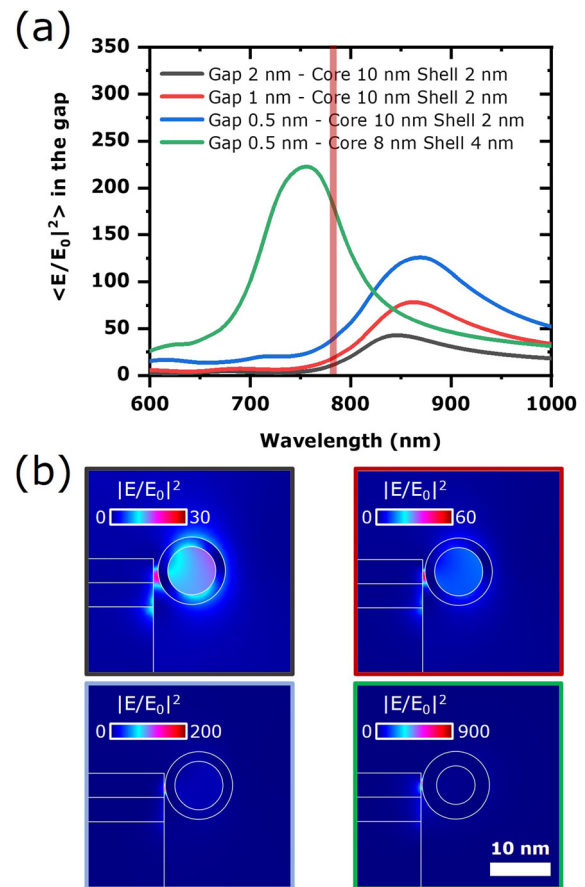 (a)
350
300
250
200
150
100
50
0
<E/E₀|²> in the gap
Gap 2 nm - Core 10 nm Shell 2 nm
Gap 1 nm - Core 10 nm Shell 2 nm
Gap 0.5 nm - Core 10 nm Shell 2 nm
Gap 0.5 nm - Core 8 nm Shell 4 nm
600 700 800 900 1000
Wavelength (nm)
(b)
|E/E₀|²
0 30
|E/E₀|²
0 60
|E/E₀|²
0 200
|E/E₀|²
0 900
10 nm